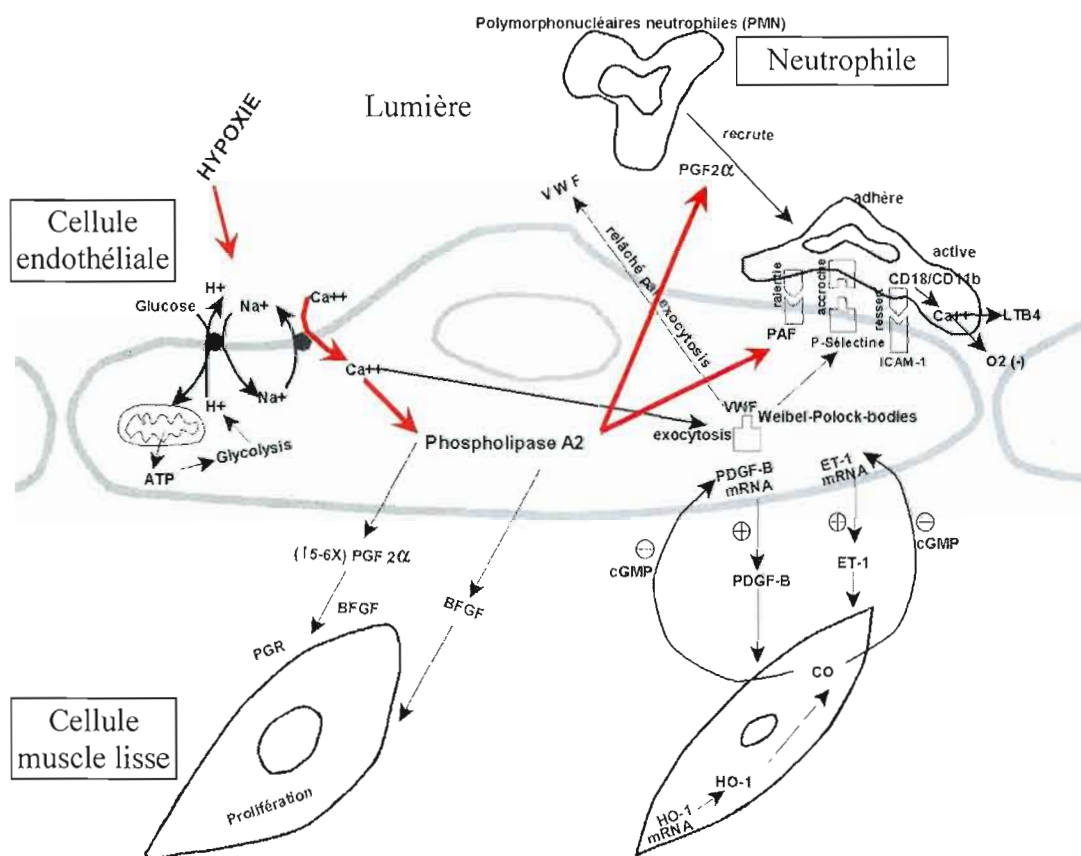 Polymorphonucléaires neutrophiles (PMN)
Neutrophile
Lumière
HYPOXIE
recrute
PGF2α
VWF
Cellule
endothéliale
adhère
active
relâché par exocytosis
H+
Glucose
Na+
Ca++
ralentie
accroche
resser
CD18/CD11b
Ca++
LTB4
PAF
P-Sélectine
ICAM-1
O2 (-)
Ca++
H+
Na+
VWF
Weibel-Polock-bodies
exocytosis
Phospholipase A2
Glycolysis
ATP
PDGF-B
mRNA
ET-1
mRNA
(↑5-6X) PGF 2α
cGMP
PDGF-B
ET-1
cGMP
BFGF
BFGF
PGR
CO
Cellule
muscle lisse
HO-1
HO-1
mRNA
Prolifération